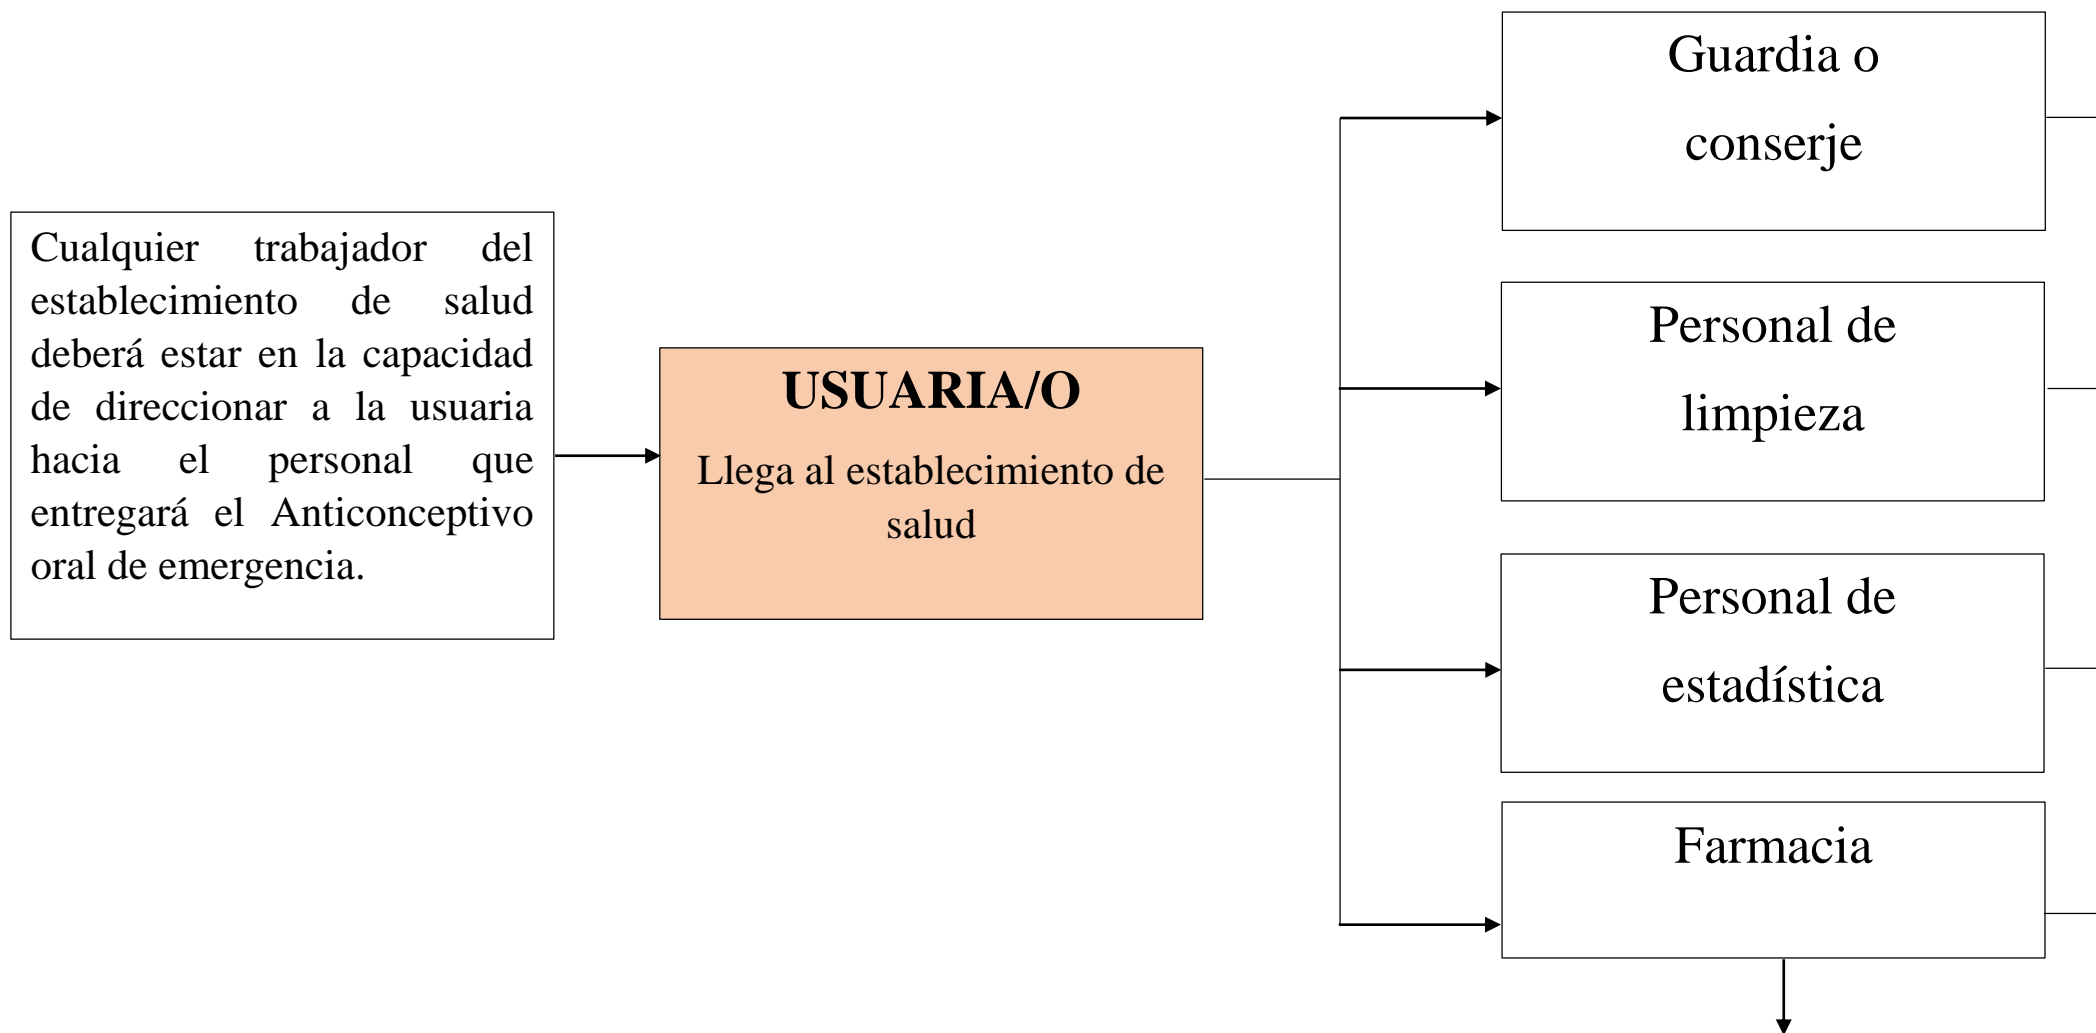 Cualquier trabajador del
establecimiento de salud
deberá estar en la capacidad
de direccionar a la usuaria
hacia el personal que
entregará el Anticonceptivo
oral de emergencia.
USUARIA/O
Llega al establecimiento de
salud
Guardia o
conserje
Personal de
limpieza
Personal de
estadística
Farmacia